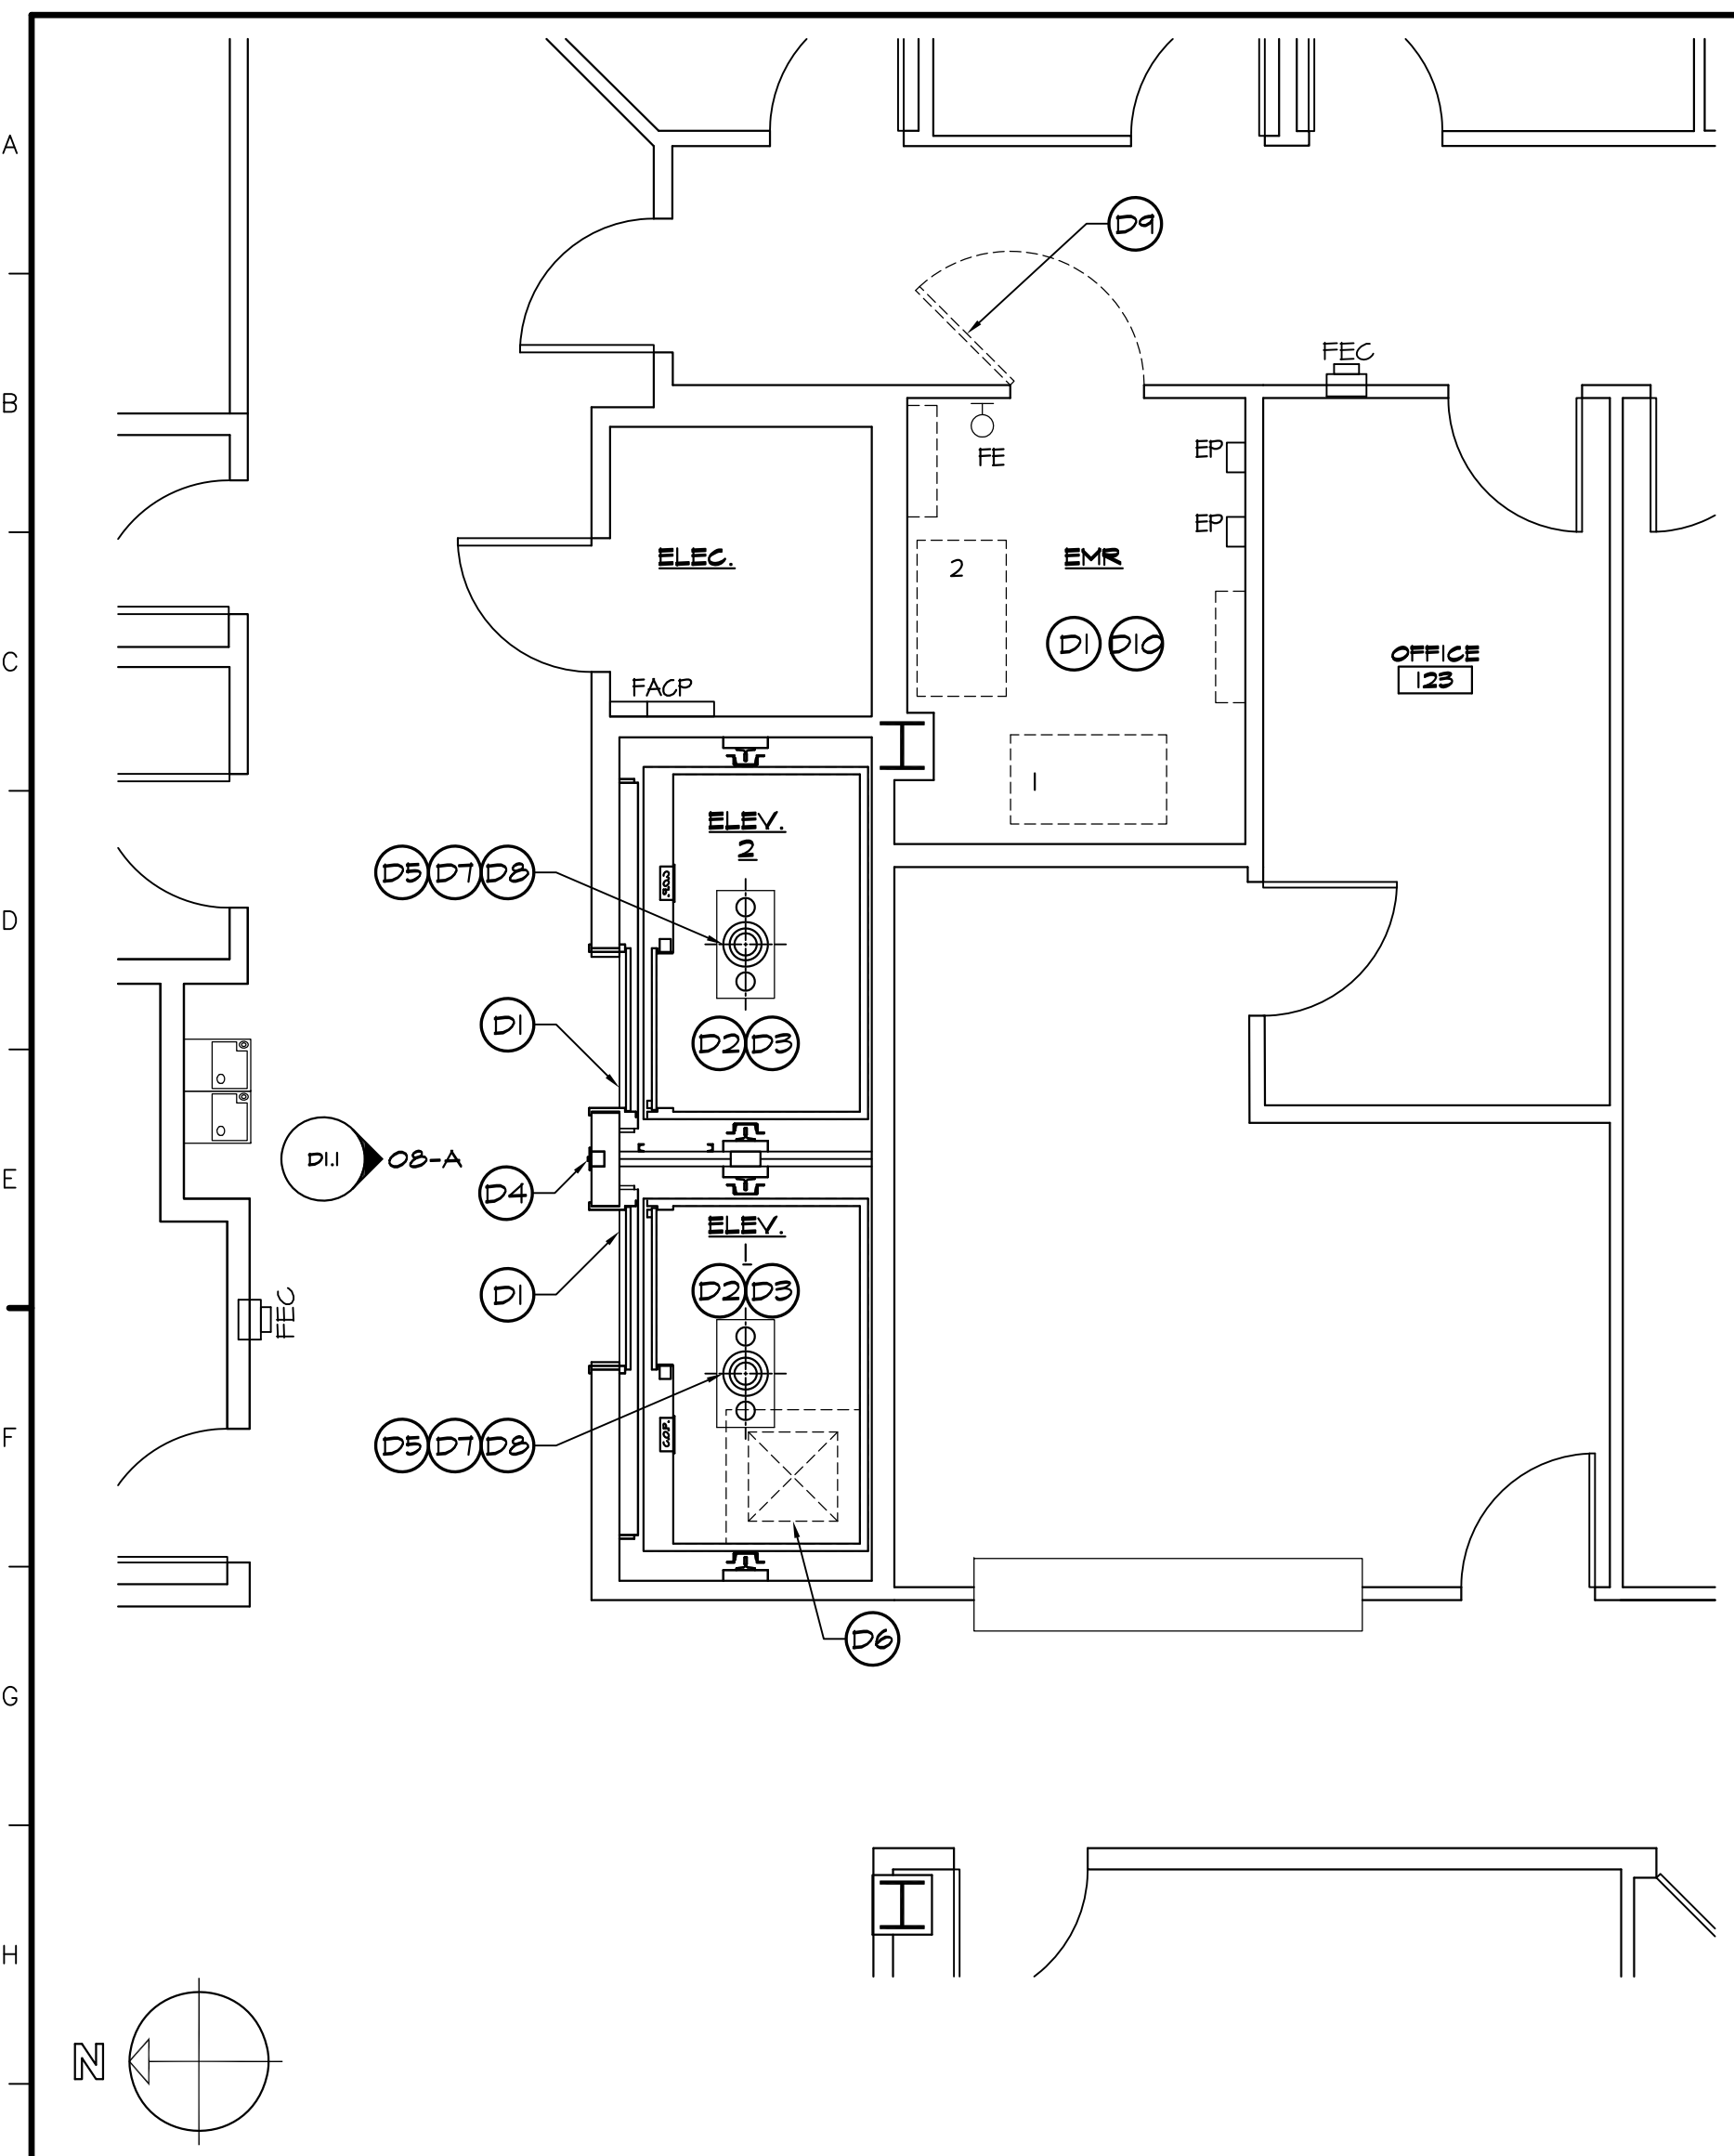 A
D9
FEC
B
EP
FE
EP
ELEC.
2
EMR
D1 D10
C
OFFICE
123
FACP
1
ELEV.
2
D5 D7 D8
C.O.P.
D
D1
D2 D3
D1.1 08-A
E
D4
ELEV.
1
D2 D3
D1
FEC
F
D5 D7 D8
C.O.P.
D6
G
H
N